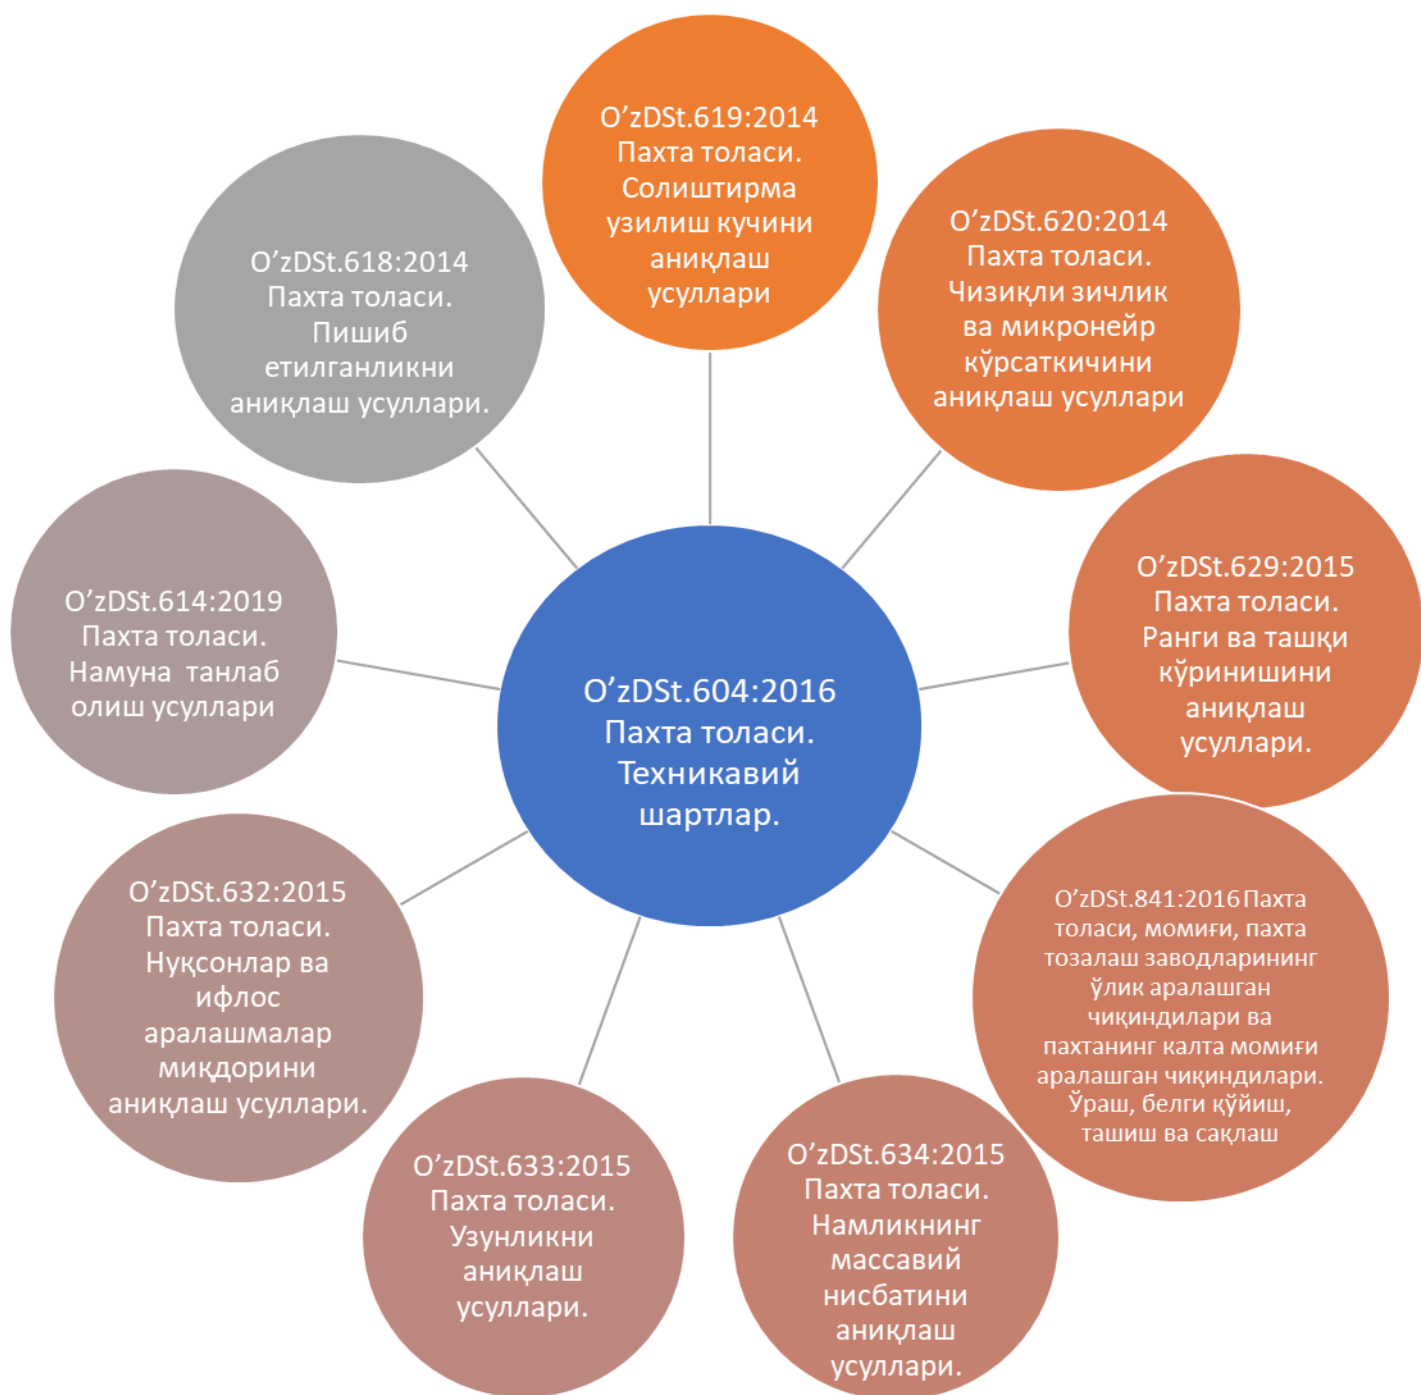 O’zDSt.619:2014
Пахта толаси.
Солиштирма
узилиш кучини
аниқлаш
усуллари
O’zDSt.620:2014
Пахта толаси.
Чизиқли зичлик
ва микронейр
кўрсаткичини
аниқлаш усуллари
O’zDSt.629:2015
Пахта толаси.
Ранги ва ташқи
кўринишини
аниқлаш
усуллари.
O’zDSt.841:2016 Пахта
толаси, момиғи, пахта
тозалаш заводларининг
ўлик аралашган
чиқиндилари ва
пахтанинг калта момиғи
аралашган чиқиндилари.
Ўраш, белги қўйиш,
ташиш ва сақлаш
O’zDSt.634:2015
Пахта толаси.
Намликнинг
массавий
нисбатини
аниқлаш
усуллари.
O’zDSt.633:2015
Пахта толаси.
Узунликни
аниқлаш
усуллари.
O’zDSt.632:2015
Пахта толаси.
Нуқсонлар ва
ифлос
аралашмалар
миқдорини
аниқлаш усуллари.
O’zDSt.614:2019
Пахта толаси.
Намуна танлаб
олиш усуллари
O’zDSt.618:2014
Пахта толаси.
Пишиб
етилганликни
аниқлаш усуллари.
O’zDSt.604:2016
Пахта толаси.
Техникавий
шартлар.